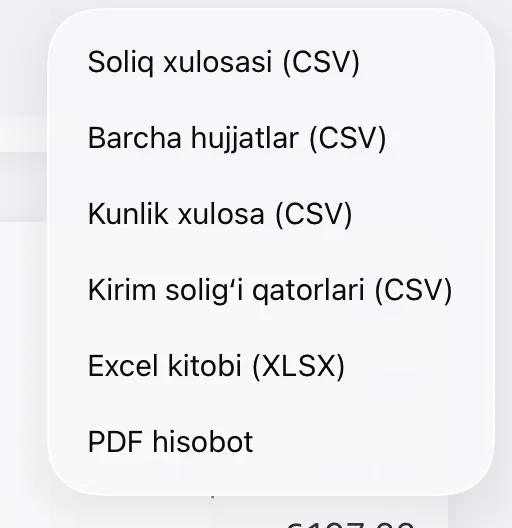 Soliq xulosasi (CSV)
Barcha hujjatlar (CSV)
Kunlik xulosa (CSV)
Kirim solig‘i qatorlari (CSV)
Excel kitobi (XLSX)
PDF hisobot